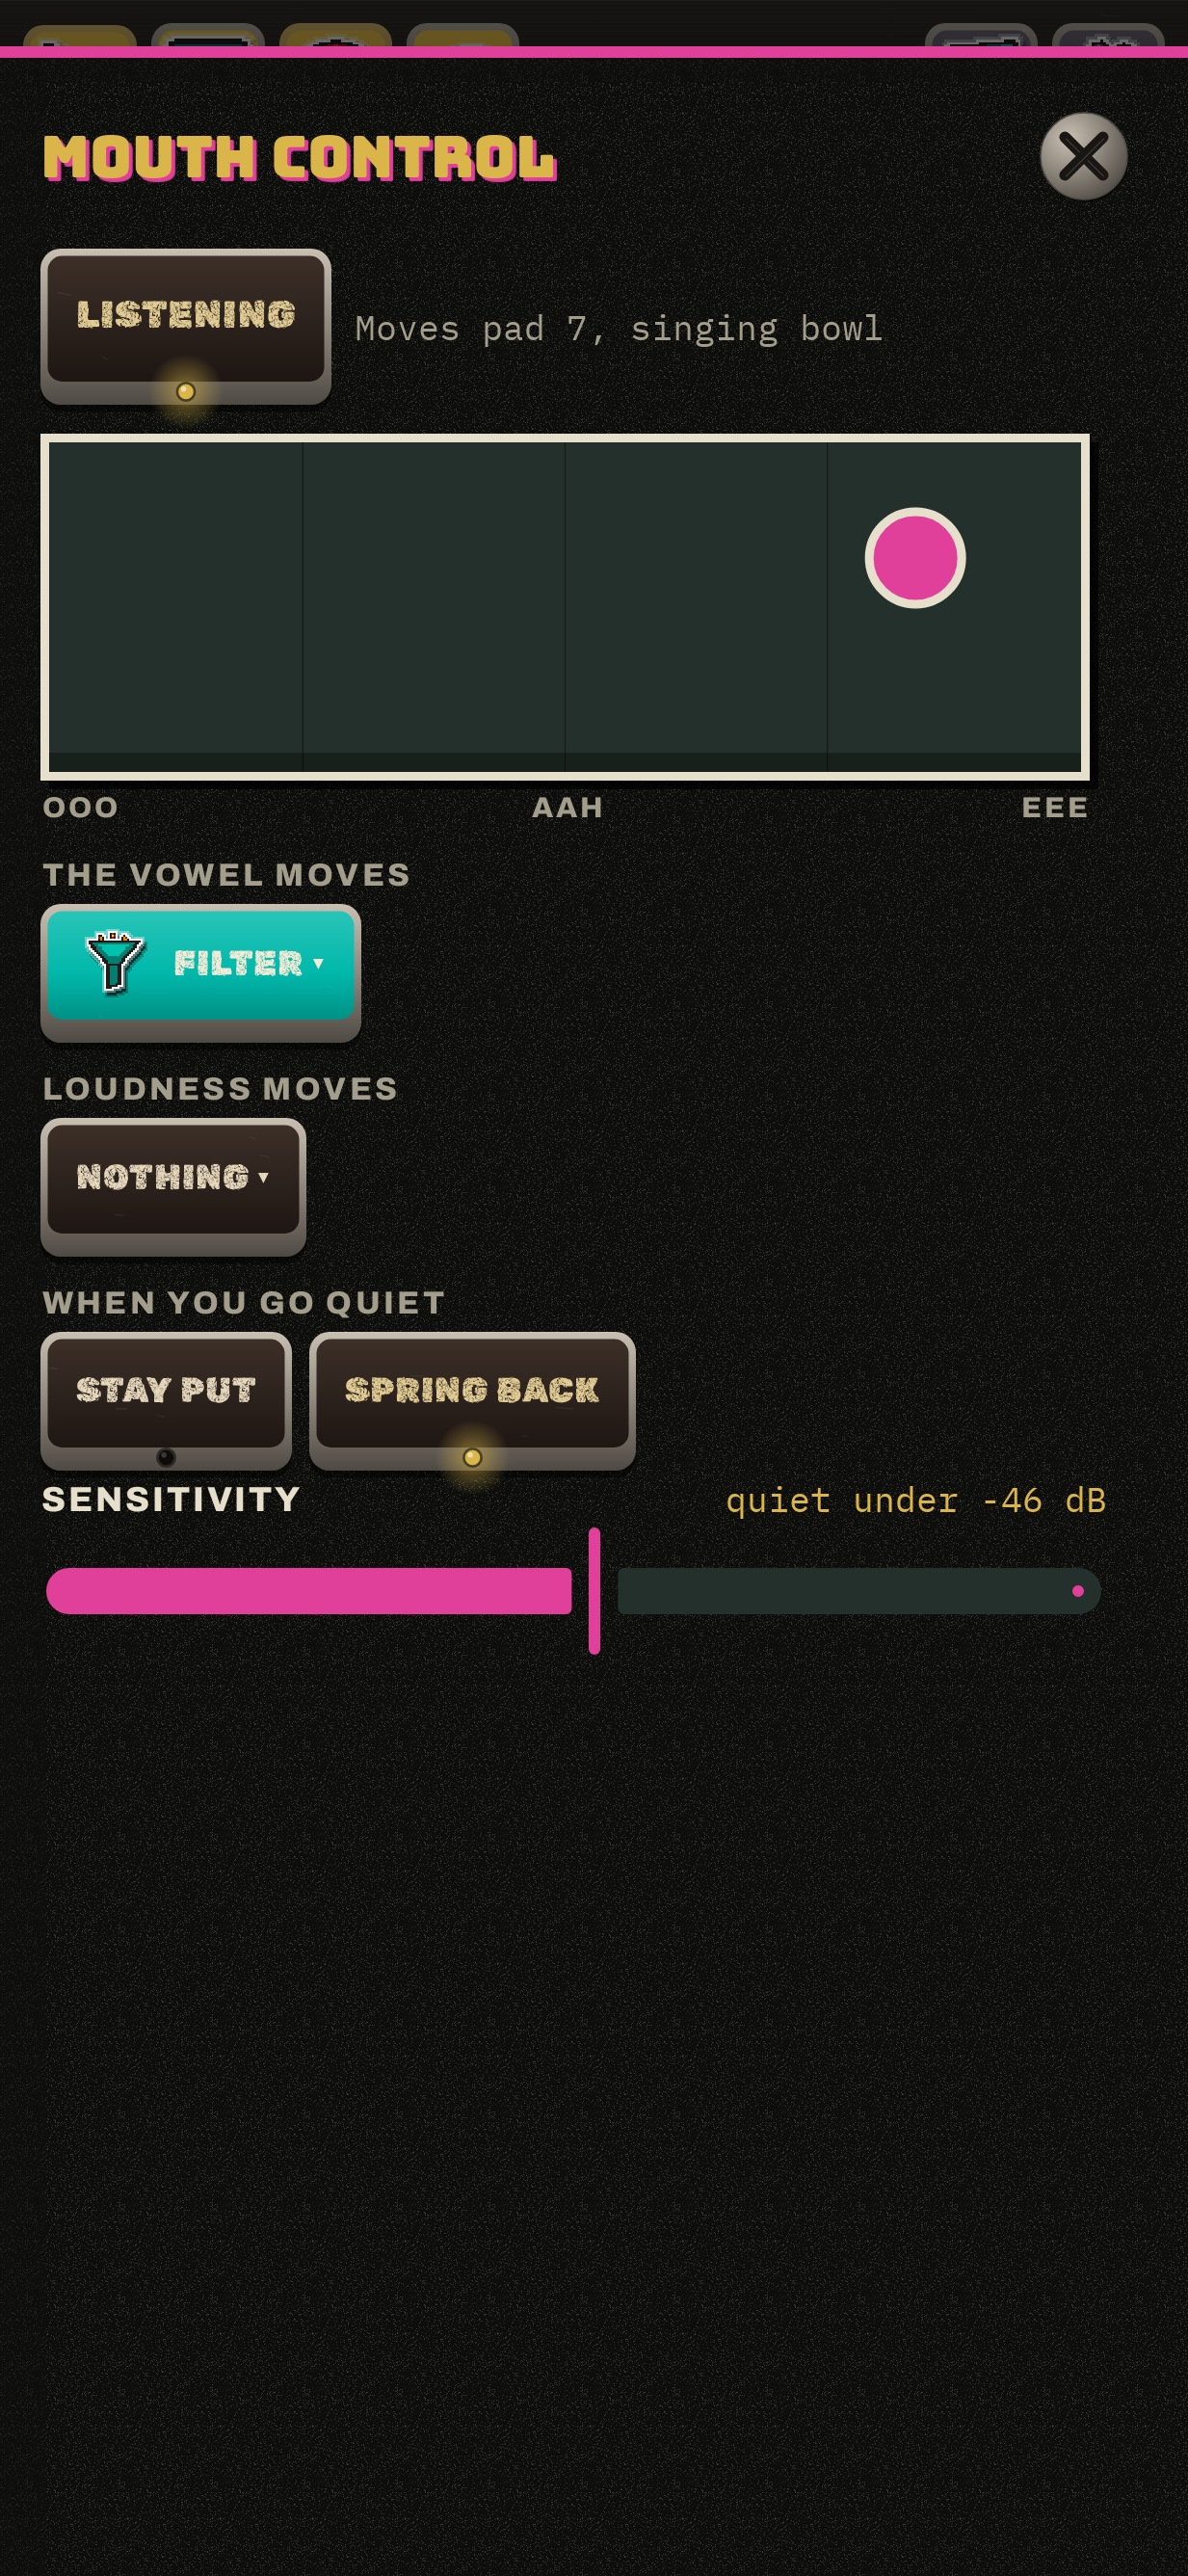 MOUTH CONTROL
LISTENING
Moves pad 7, singing bowl
OOO AAH EEE
THE VOWEL MOVES
FILTER ▾
LOUDNESS MOVES
NOTHING ▾
WHEN YOU GO QUIET
STAY PUT SPRING BACK
SENSITIVITY quiet under -46 dB